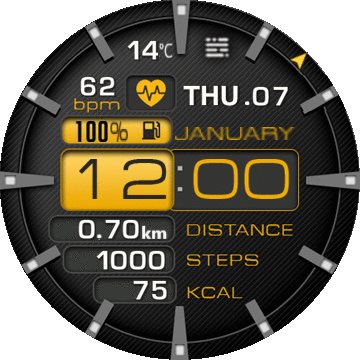 14°C
62 bpm
THU.07
100%
JANUARY
12:00
0.70km DISTANCE
1000 STEPS
75 KCAL